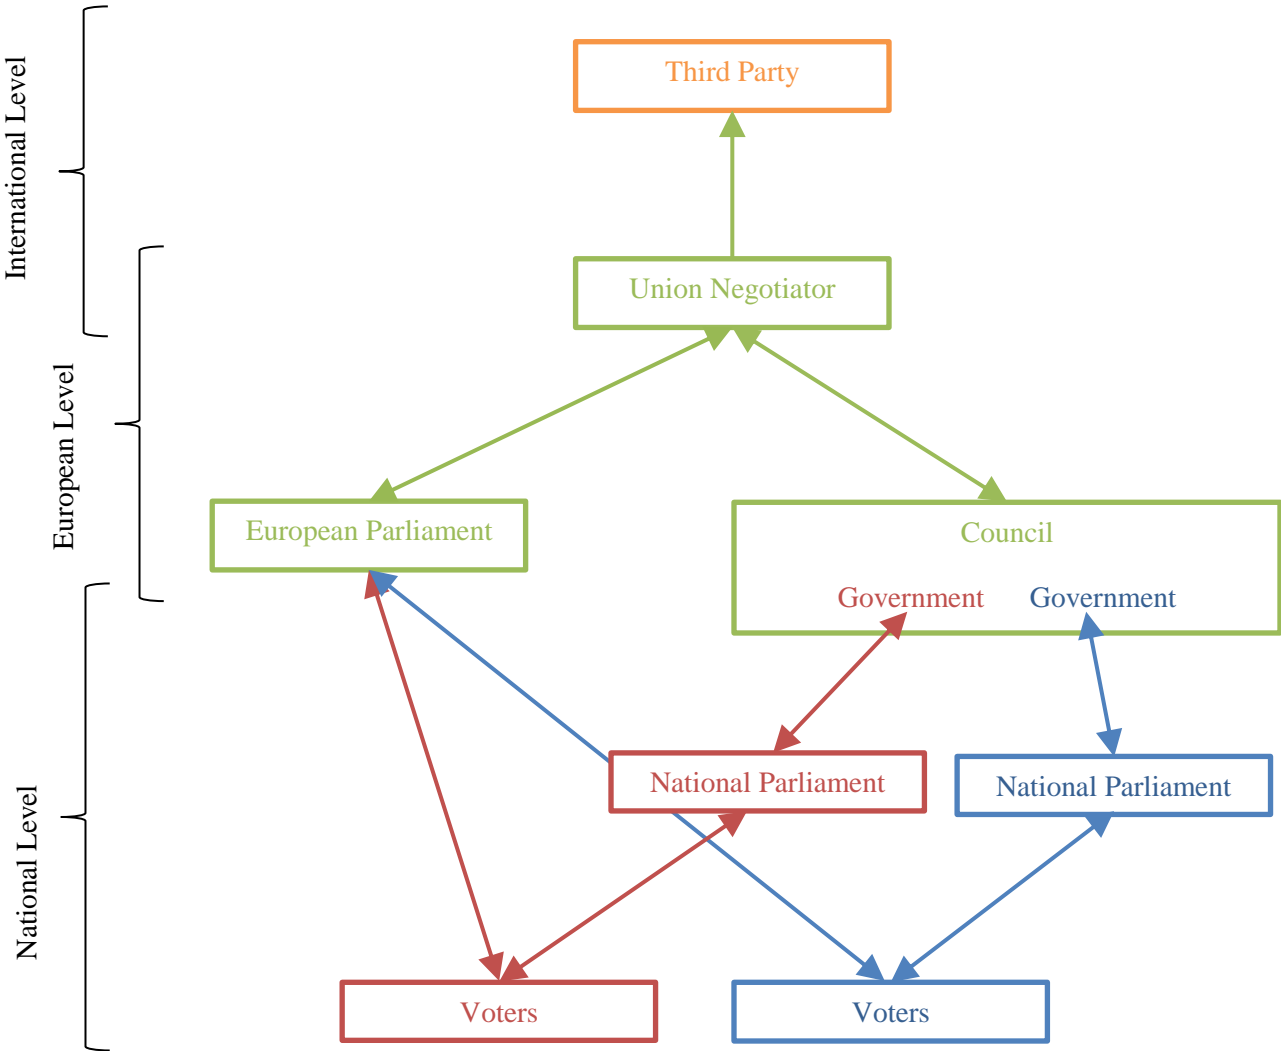 International Level
Third Party
Union Negotiator
European Level
European Parliament
Council
Government Government
National Level
National Parliament
National Parliament
Voters
Voters